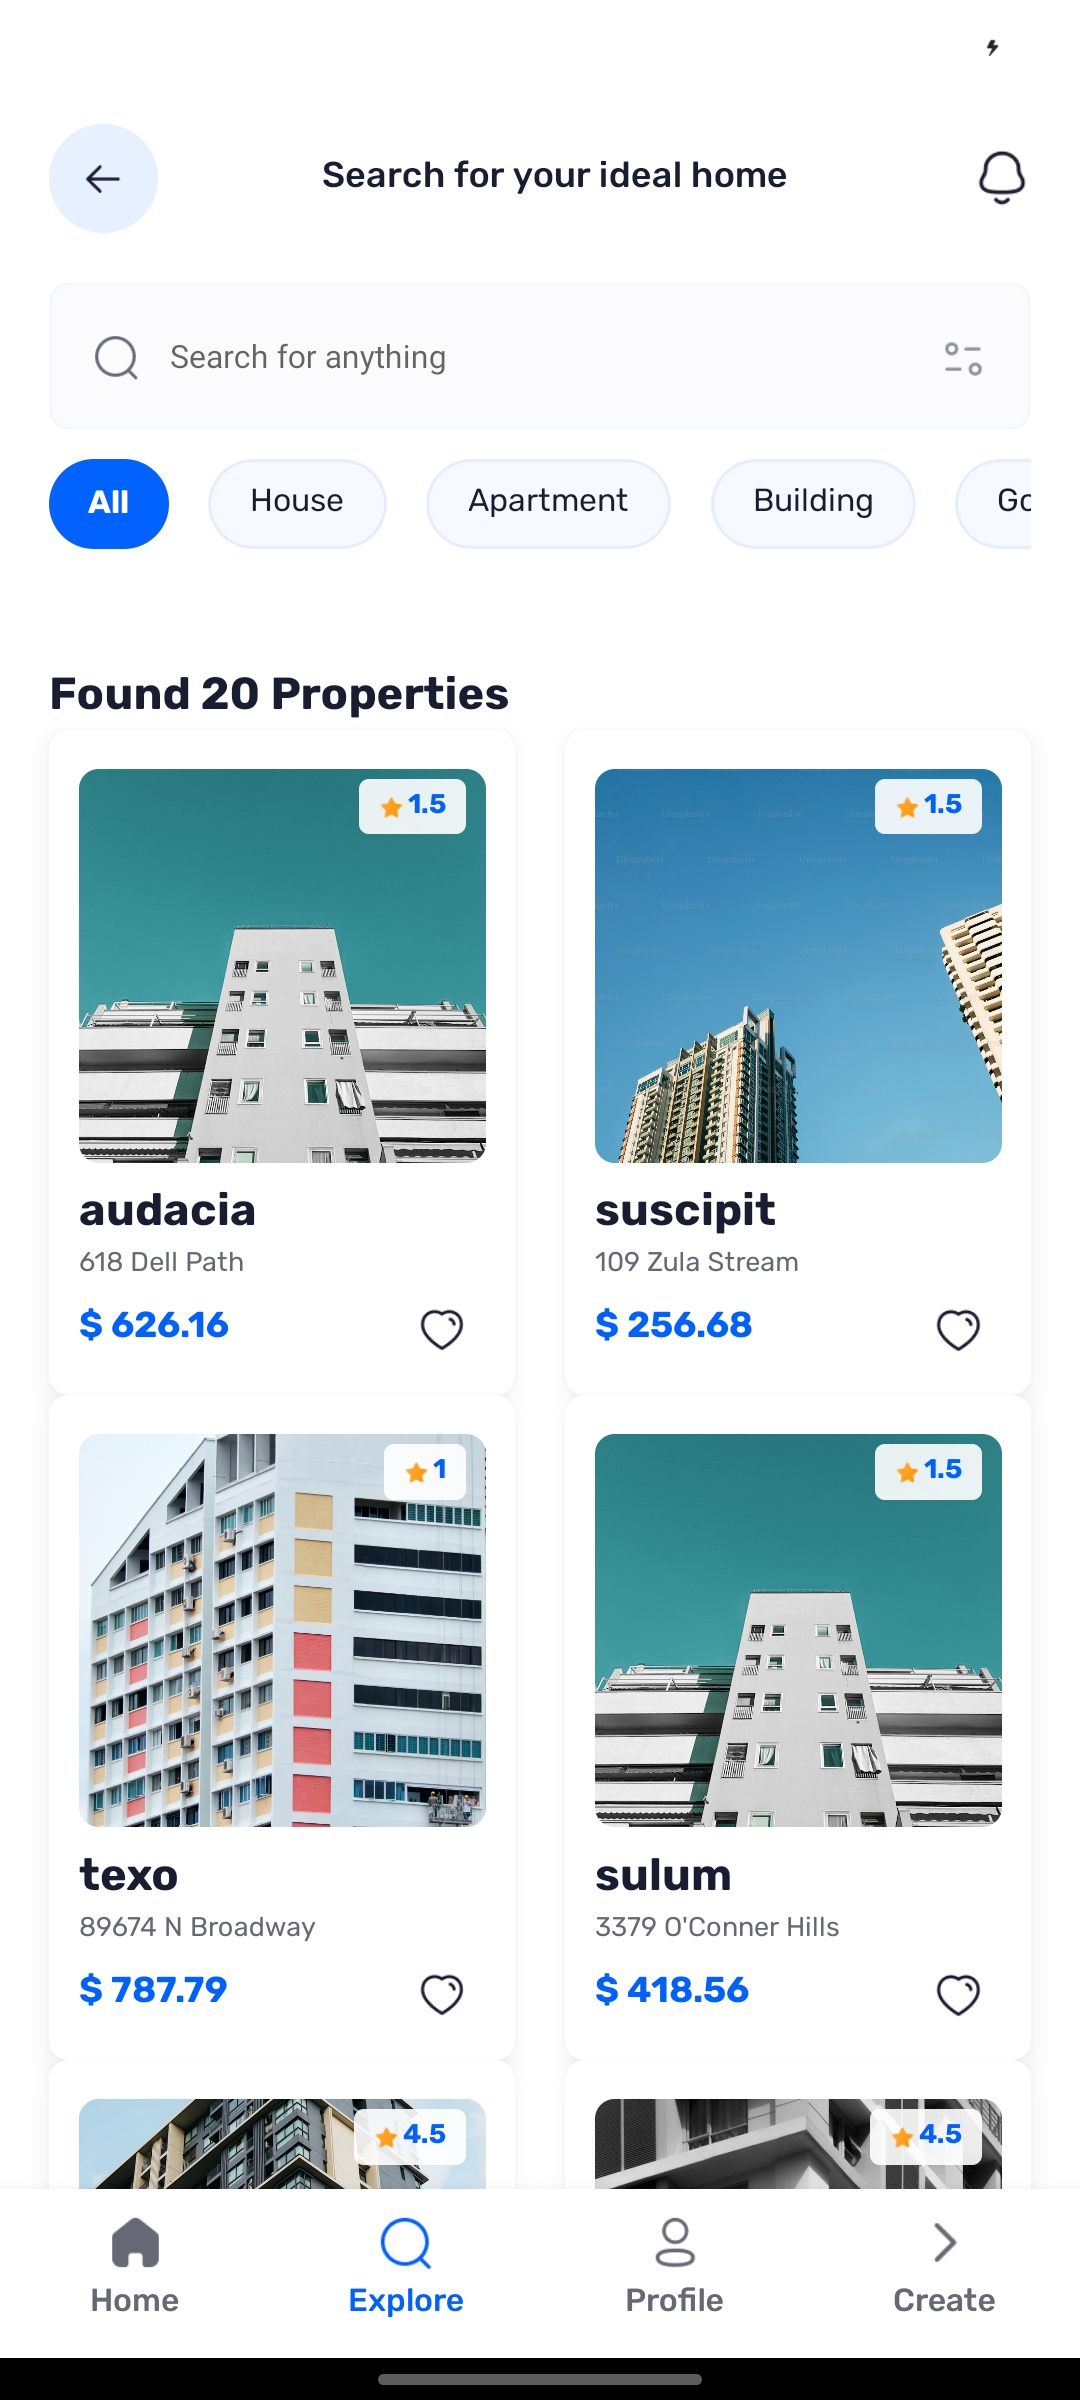 Search for your ideal home
Search for anything
All
House
Apartment
Building
Go
Found 20 Properties
1.5
audacia
618 Dell Path
$ 626.16
1.5
suscipit
109 Zula Stream
$ 256.68
1
texo
89674 N Broadway
$ 787.79
1.5
sulum
3379 O'Conner Hills
$ 418.56
4.5
4.5
Home
Explore
Profile
Create